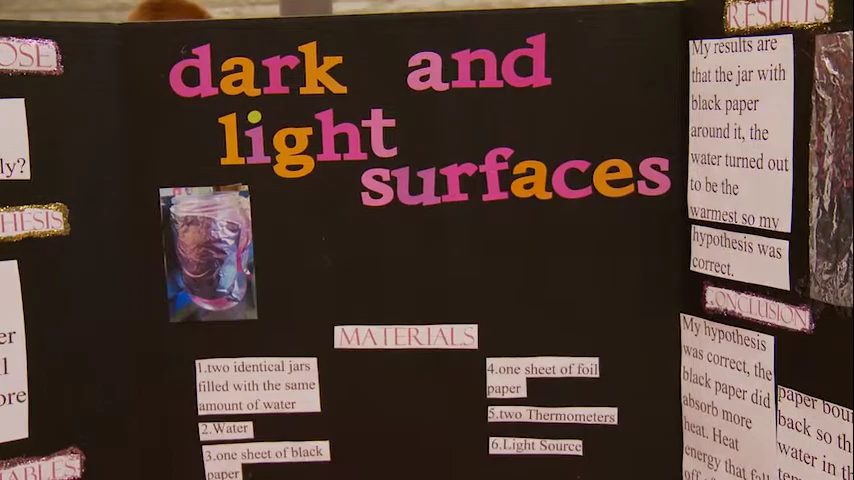 dark and
light
surfaces
OSE
ly?
HESIS
er
l
ore
ABLES
MATERIALS
1.two identical jars
filled with the same
amount of water
2.Water
3.one sheet of black
paper
4.one sheet of foil
paper
5.two Thermometers
6.Light Source
RESULTS
My results are
that the jar with
black paper
around it, the
water turned out
to be the
warmest so my
hypothesis was
correct.
CONCLUSION
My hypothesis
was correct, the
black paper did
absorb more
heat. Heat
energy that
paper
back so th
water in th